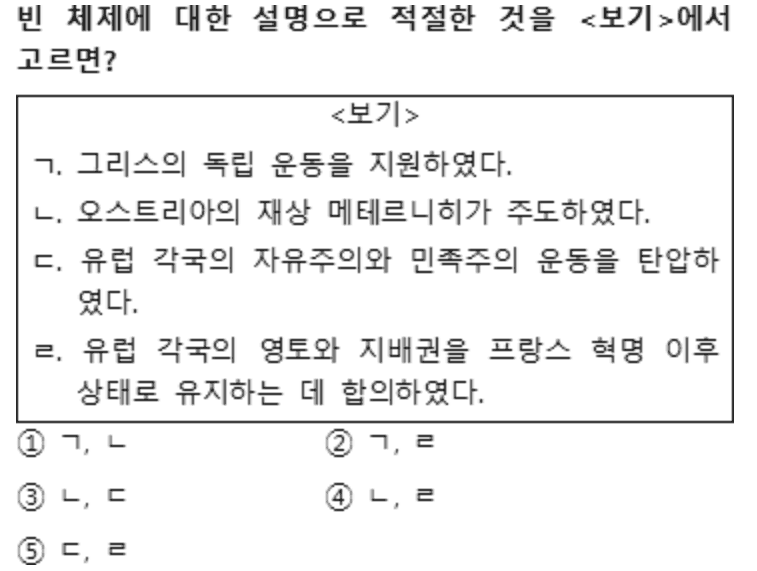 빈 체제에 대한 설명으로 적절한 것을 <보기>에서
고르면?
<보기>
ㄱ. 그리스의 독립 운동을 지원하였다.
ㄴ. 오스트리아의 재상 메테르니히가 주도하였다.
ㄷ. 유럽 각국의 자유주의와 민족주의 운동을 탄압하
였다.
ㄹ. 유럽 각국의 영토와 지배권을 프랑스 혁명 이후
상태로 유지하는 데 합의하였다.
① ㄱ, ㄴ ② ㄱ, ㄹ
③ ㄴ, ㄷ ④ ㄴ, ㄹ
⑤ ㄷ, ㄹ